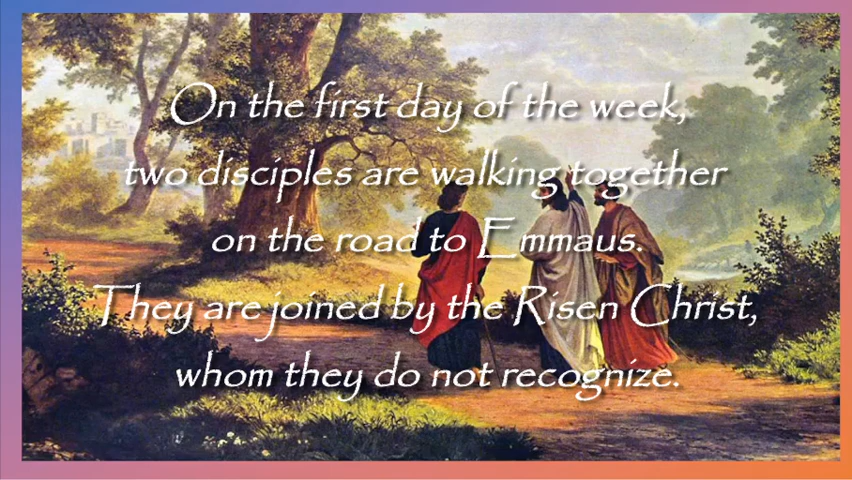 On the first day of the week,
two disciples are walking together
on the road to Emmaus.
They are joined by the Risen Christ,
whom they do not recognize.